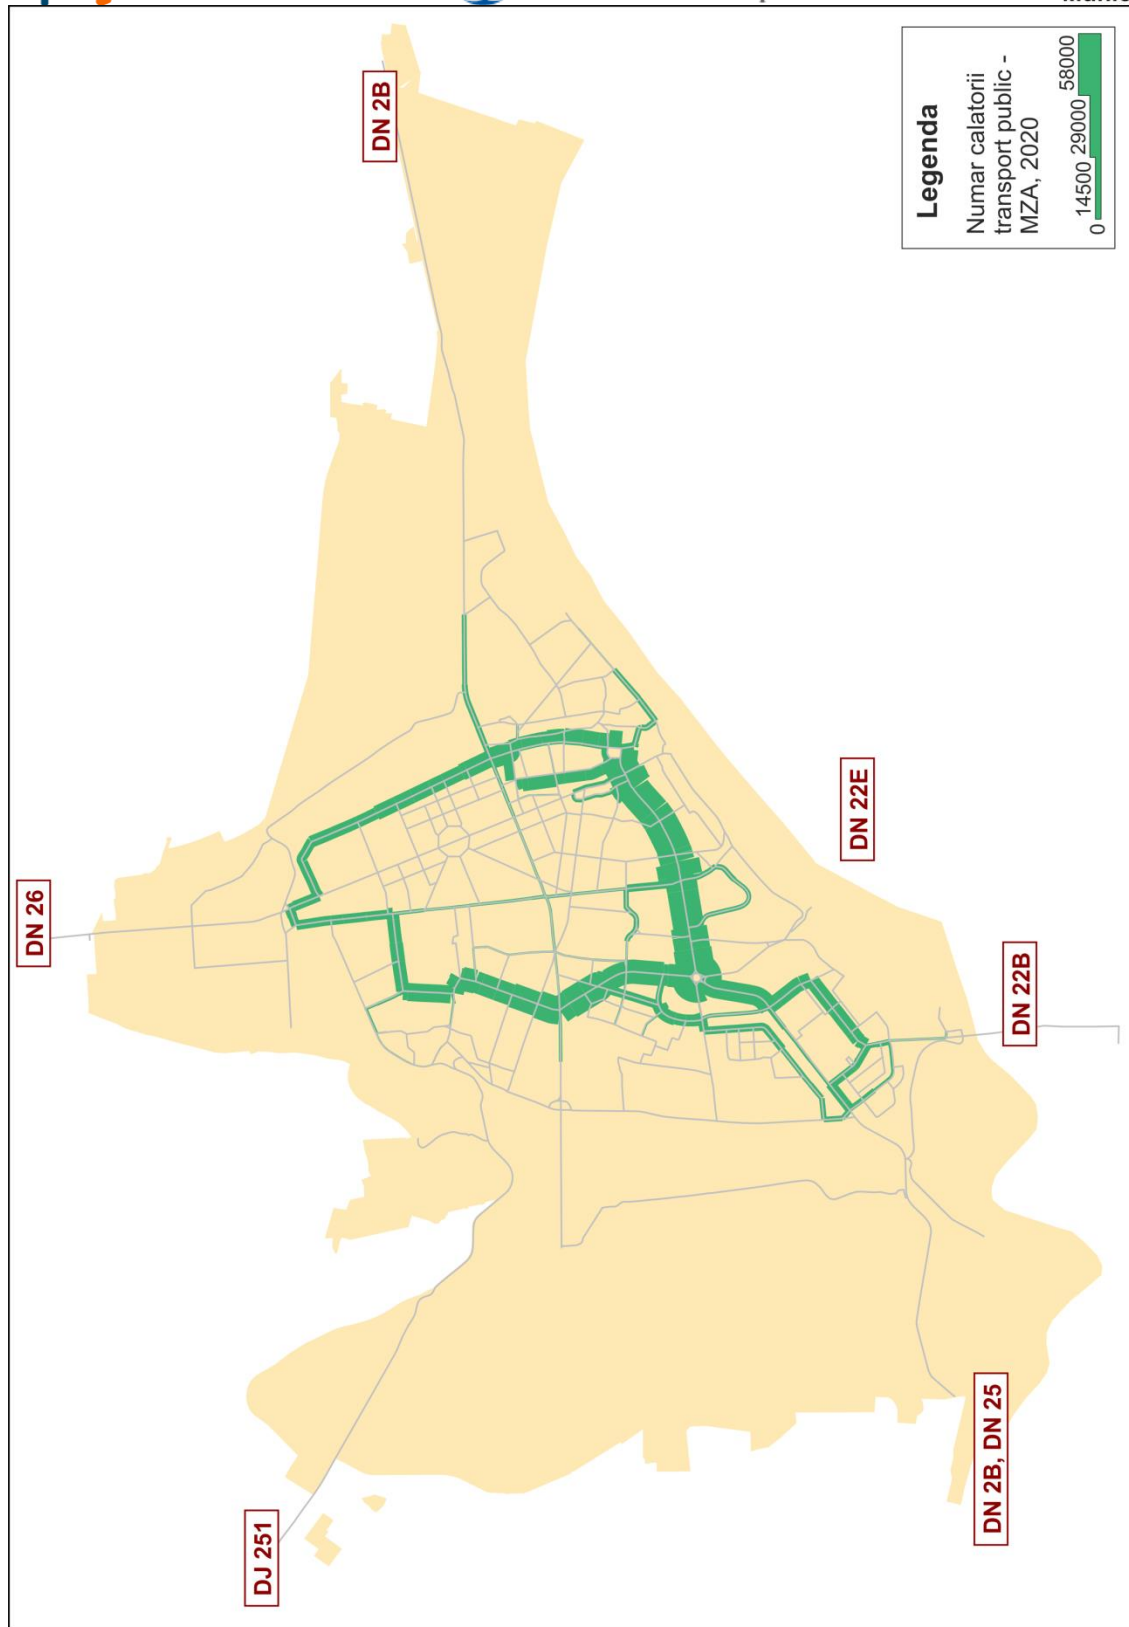 DN 2B
DN 26
Legenda
Numar calatorii
transport public -
MZA, 2020
0 14500 29000 58000
DN 22E
DN 22B
DN 2B, DN 25
DJ 251